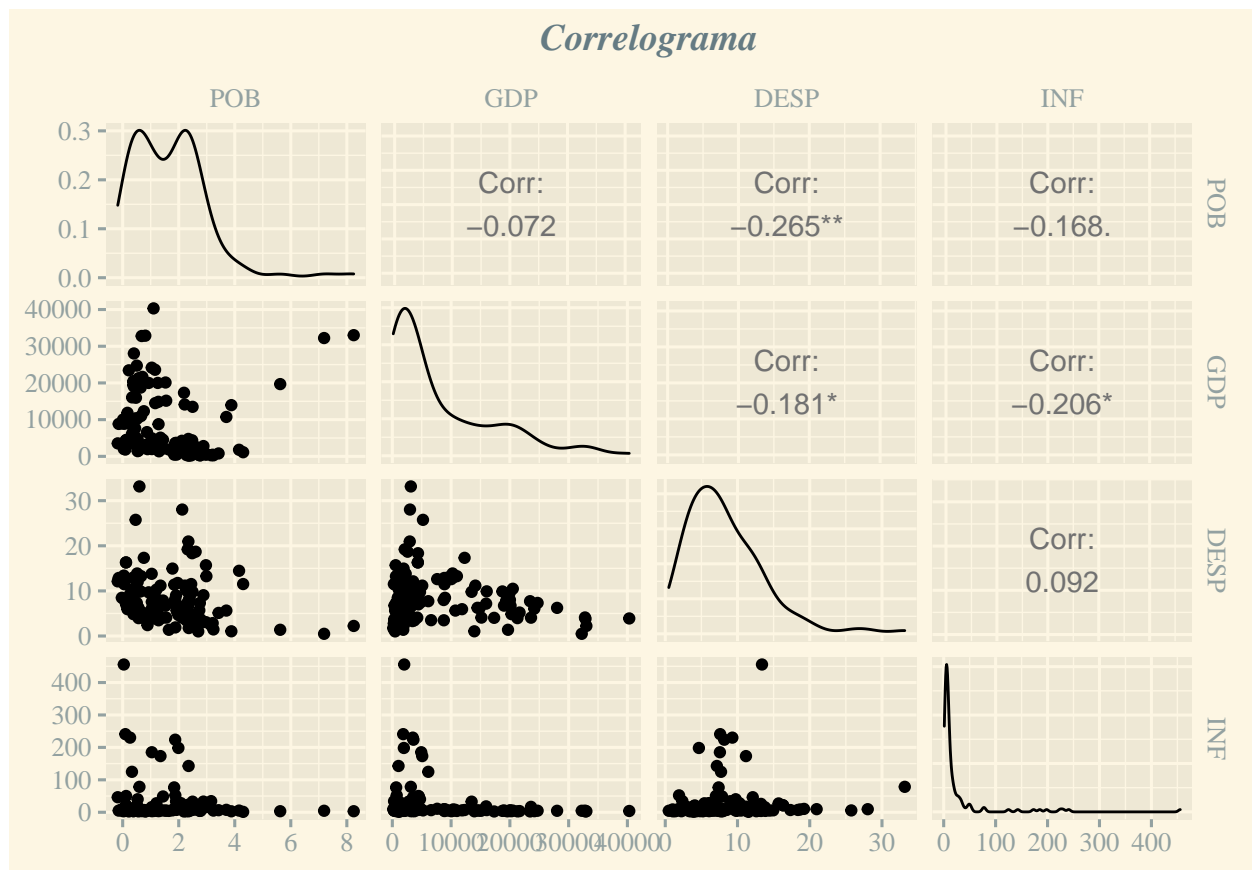 Correlograma
POB GDP DESP INF
0.3
0.2
0.1
0.0
Corr:
−0.072
Corr:
−0.265**
Corr:
−0.168.
POB
40000
30000
20000
10000
0
Corr:
−0.181*
Corr:
−0.206*
GDP
30
20
10
0
Corr:
0.092
DESP
400
300
200
100
0
INF
0 2 4 6 8
0 10000 20000 30000 40000
0 10 20 30
0 100 200 300 400